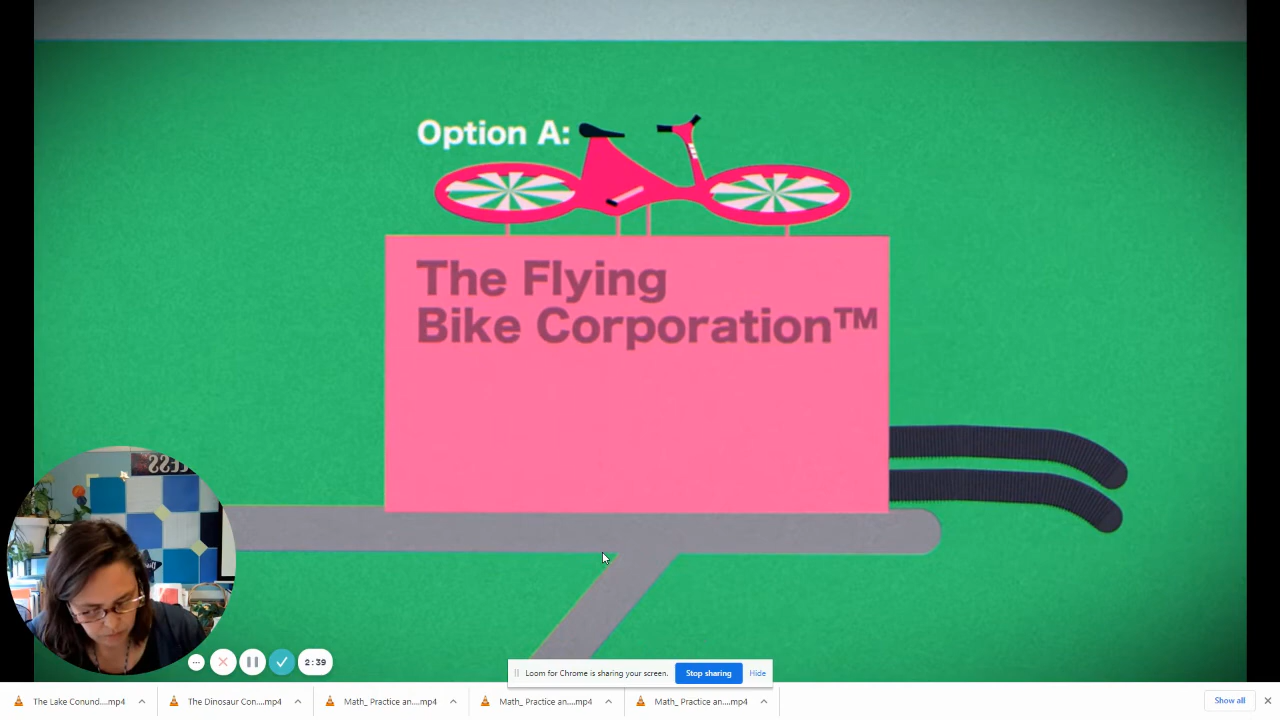 Option A:
The Flying
Bike Corporation™
2:39
Loom for Chrome is sharing your screen.
Stop sharing
Hide
The Lake Conund....mp4
The Dinosaur Con....mp4
Math_ Practice an....mp4
Math_ Practice an....mp4
Math_ Practice an....mp4
Show all